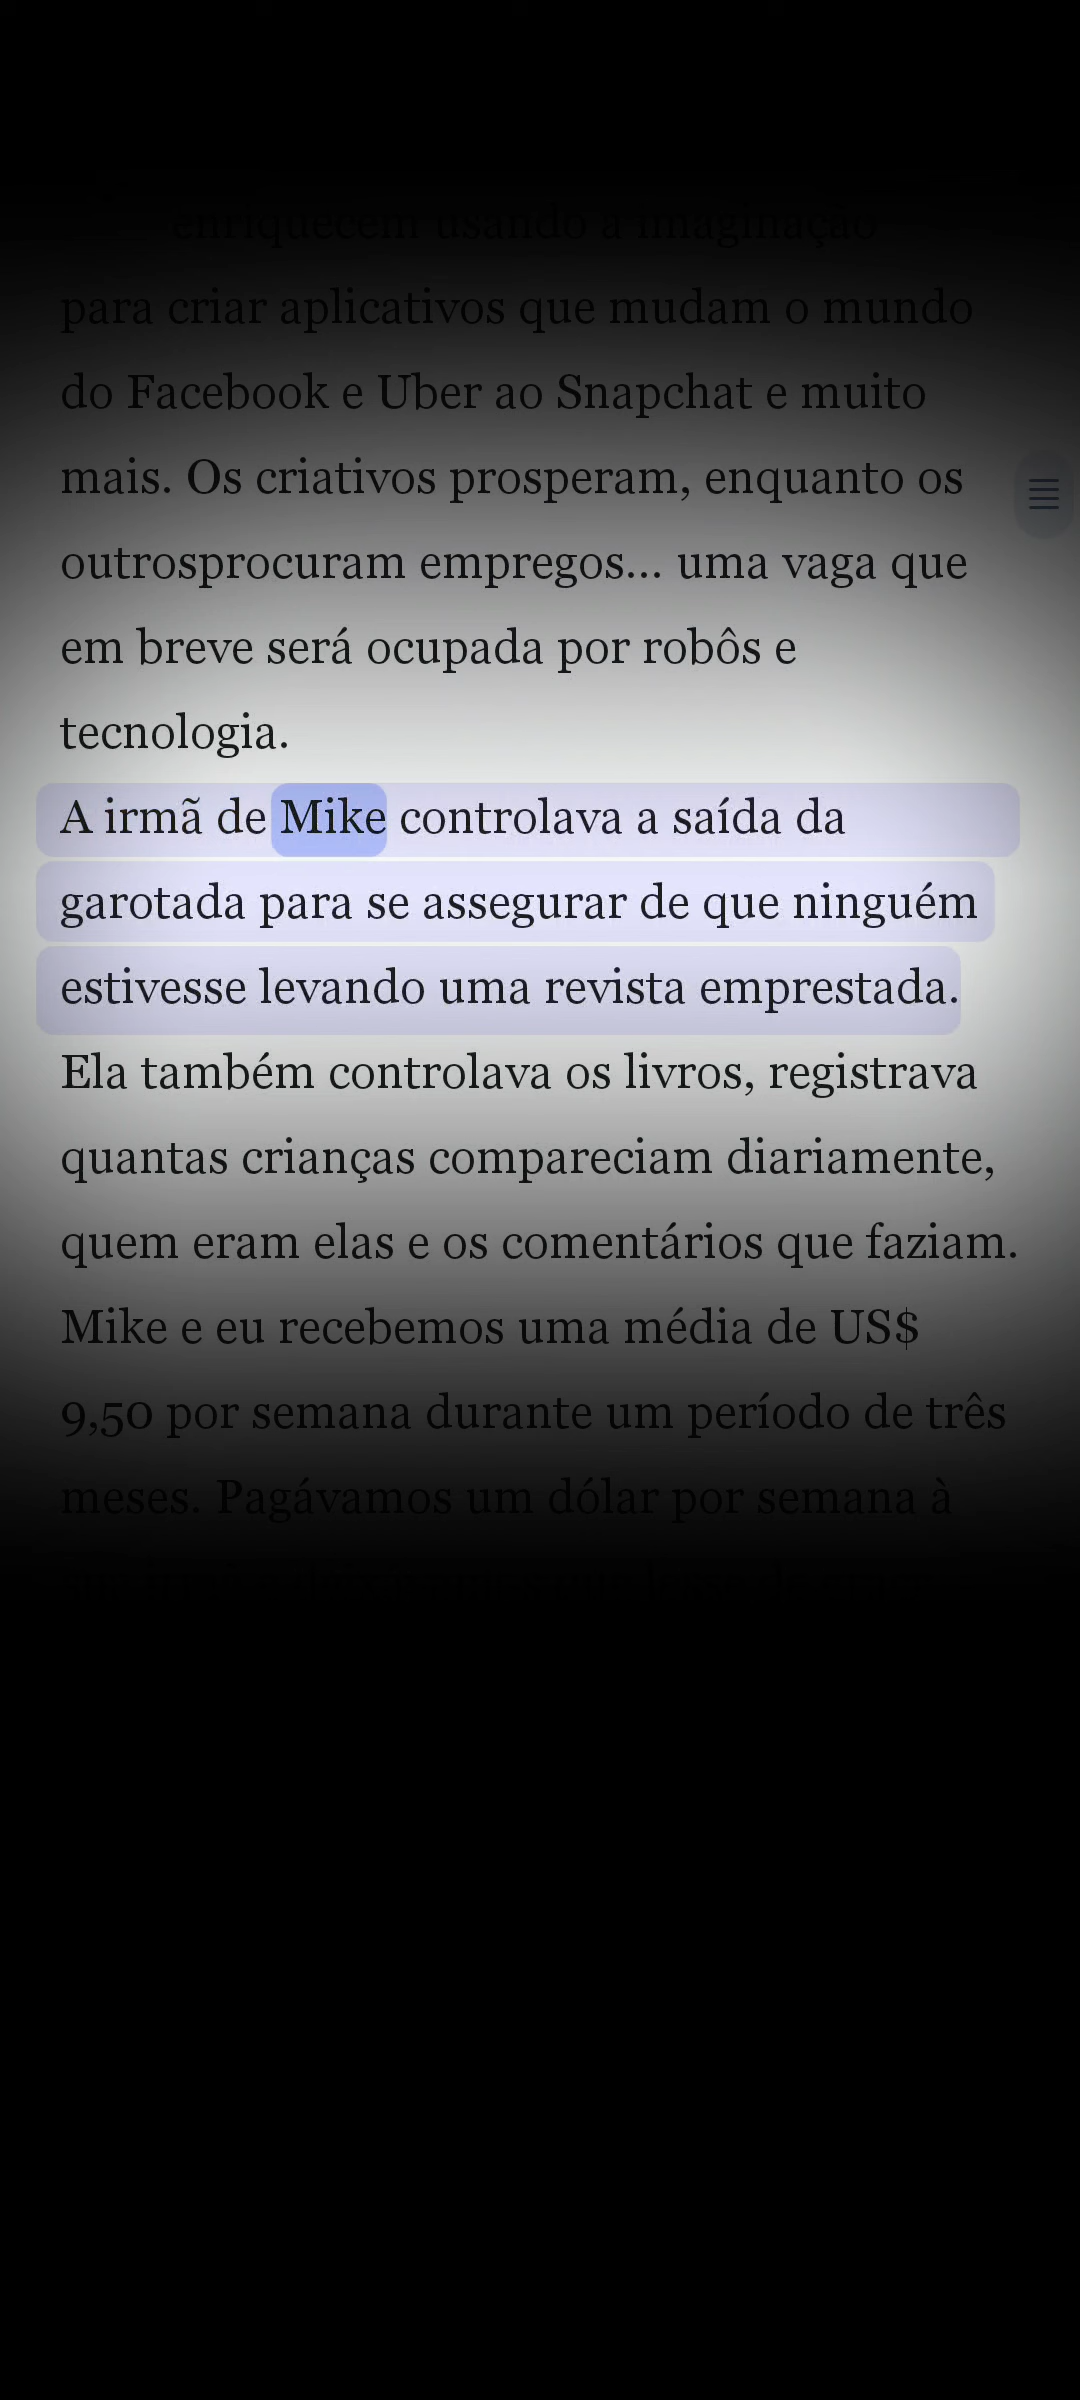 enriquecem usando a imaginação
para criar aplicativos que mudam o mundo
do Facebook e Uber ao Snapchat e muito
mais. Os criativos prosperam, enquanto os
outrosprocuram empregos... uma vaga que
em breve será ocupada por robôs e
tecnologia.
A irmã de Mike controlava a saída da
garotada para se assegurar de que ninguém
estivesse levando uma revista emprestada.
Ela também controlava os livros, registrava
quantas crianças compareciam diariamente,
quem eram elas e os comentários que faziam.
Mike e eu recebemos uma média de US$
9,50 por semana durante um período de três
meses. Pagávamos um dólar por semana à